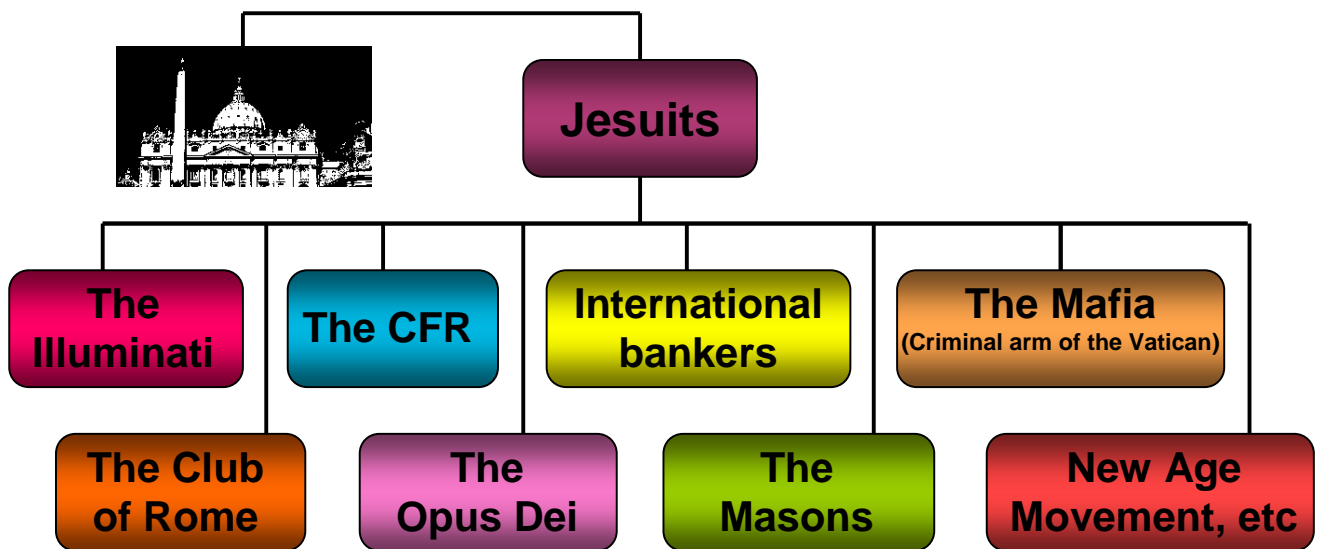 Jesuits
The
Illuminati
The CFR
International
bankers
The Mafia
(Criminal arm of the Vatican)
The Club
of Rome
The
Opus Dei
The
Masons
New Age
Movement, etc